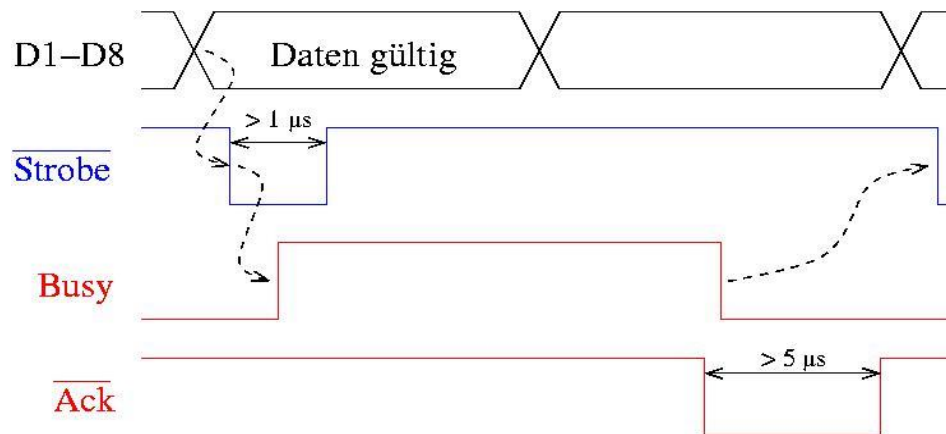 D1–D8
Daten gültig
> 1 µs
Strobe
Busy
> 5 µs
Ack